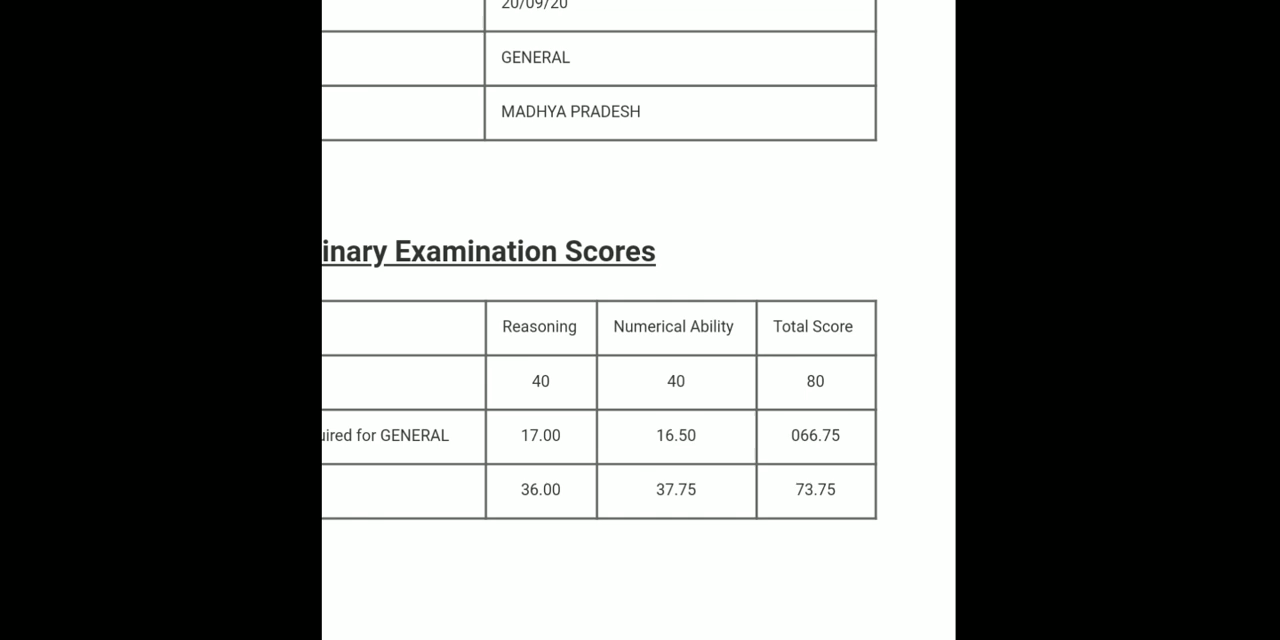 20/09/20
GENERAL
MADHYA PRADESH
inary Examination Scores
Reasoning Numerical Ability Total Score
40 40 80
uired for GENERAL 17.00 16.50 066.75
36.00 37.75 73.75